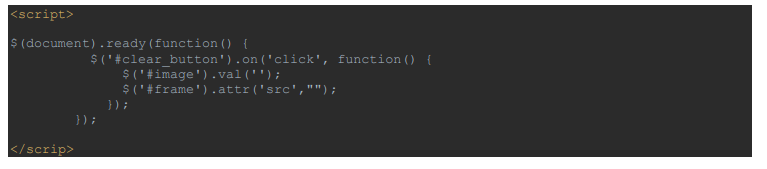 <script>
$(document).ready(function() {
$('#clear_button').on('click', function() {
$('#image').val('');
$('#frame').attr('src',"");
});
});
</scrip>